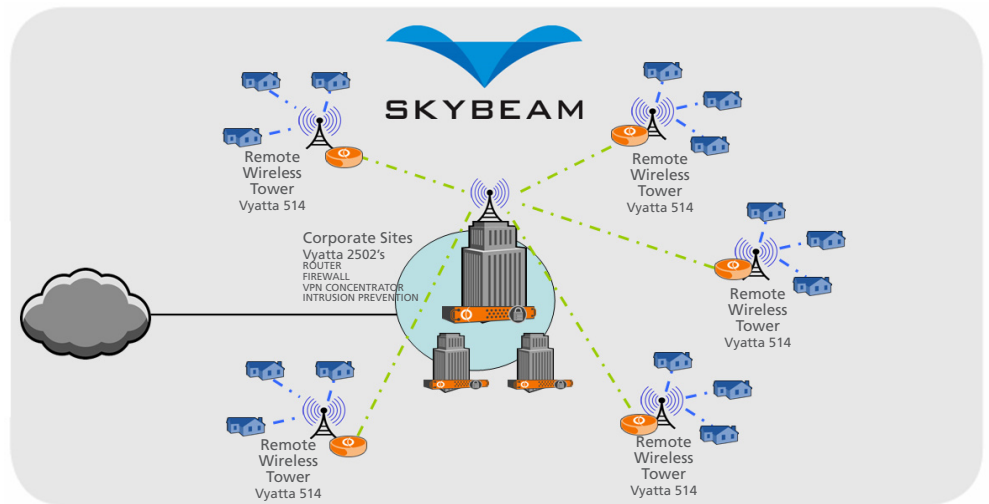 SKYBEAM
Remote
Wireless
Tower
Vyatta 514
Remote
Wireless
Tower
Vyatta 514
Corporate Sites
Vyatta 2502's
ROUTER
FIREWALL
VPN CONCENTRATOR
INTRUSION PREVENTION
Remote
Wireless
Tower
Vyatta 514
Remote
Wireless
Tower
Vyatta 514
Remote
Wireless
Tower
Vyatta 514